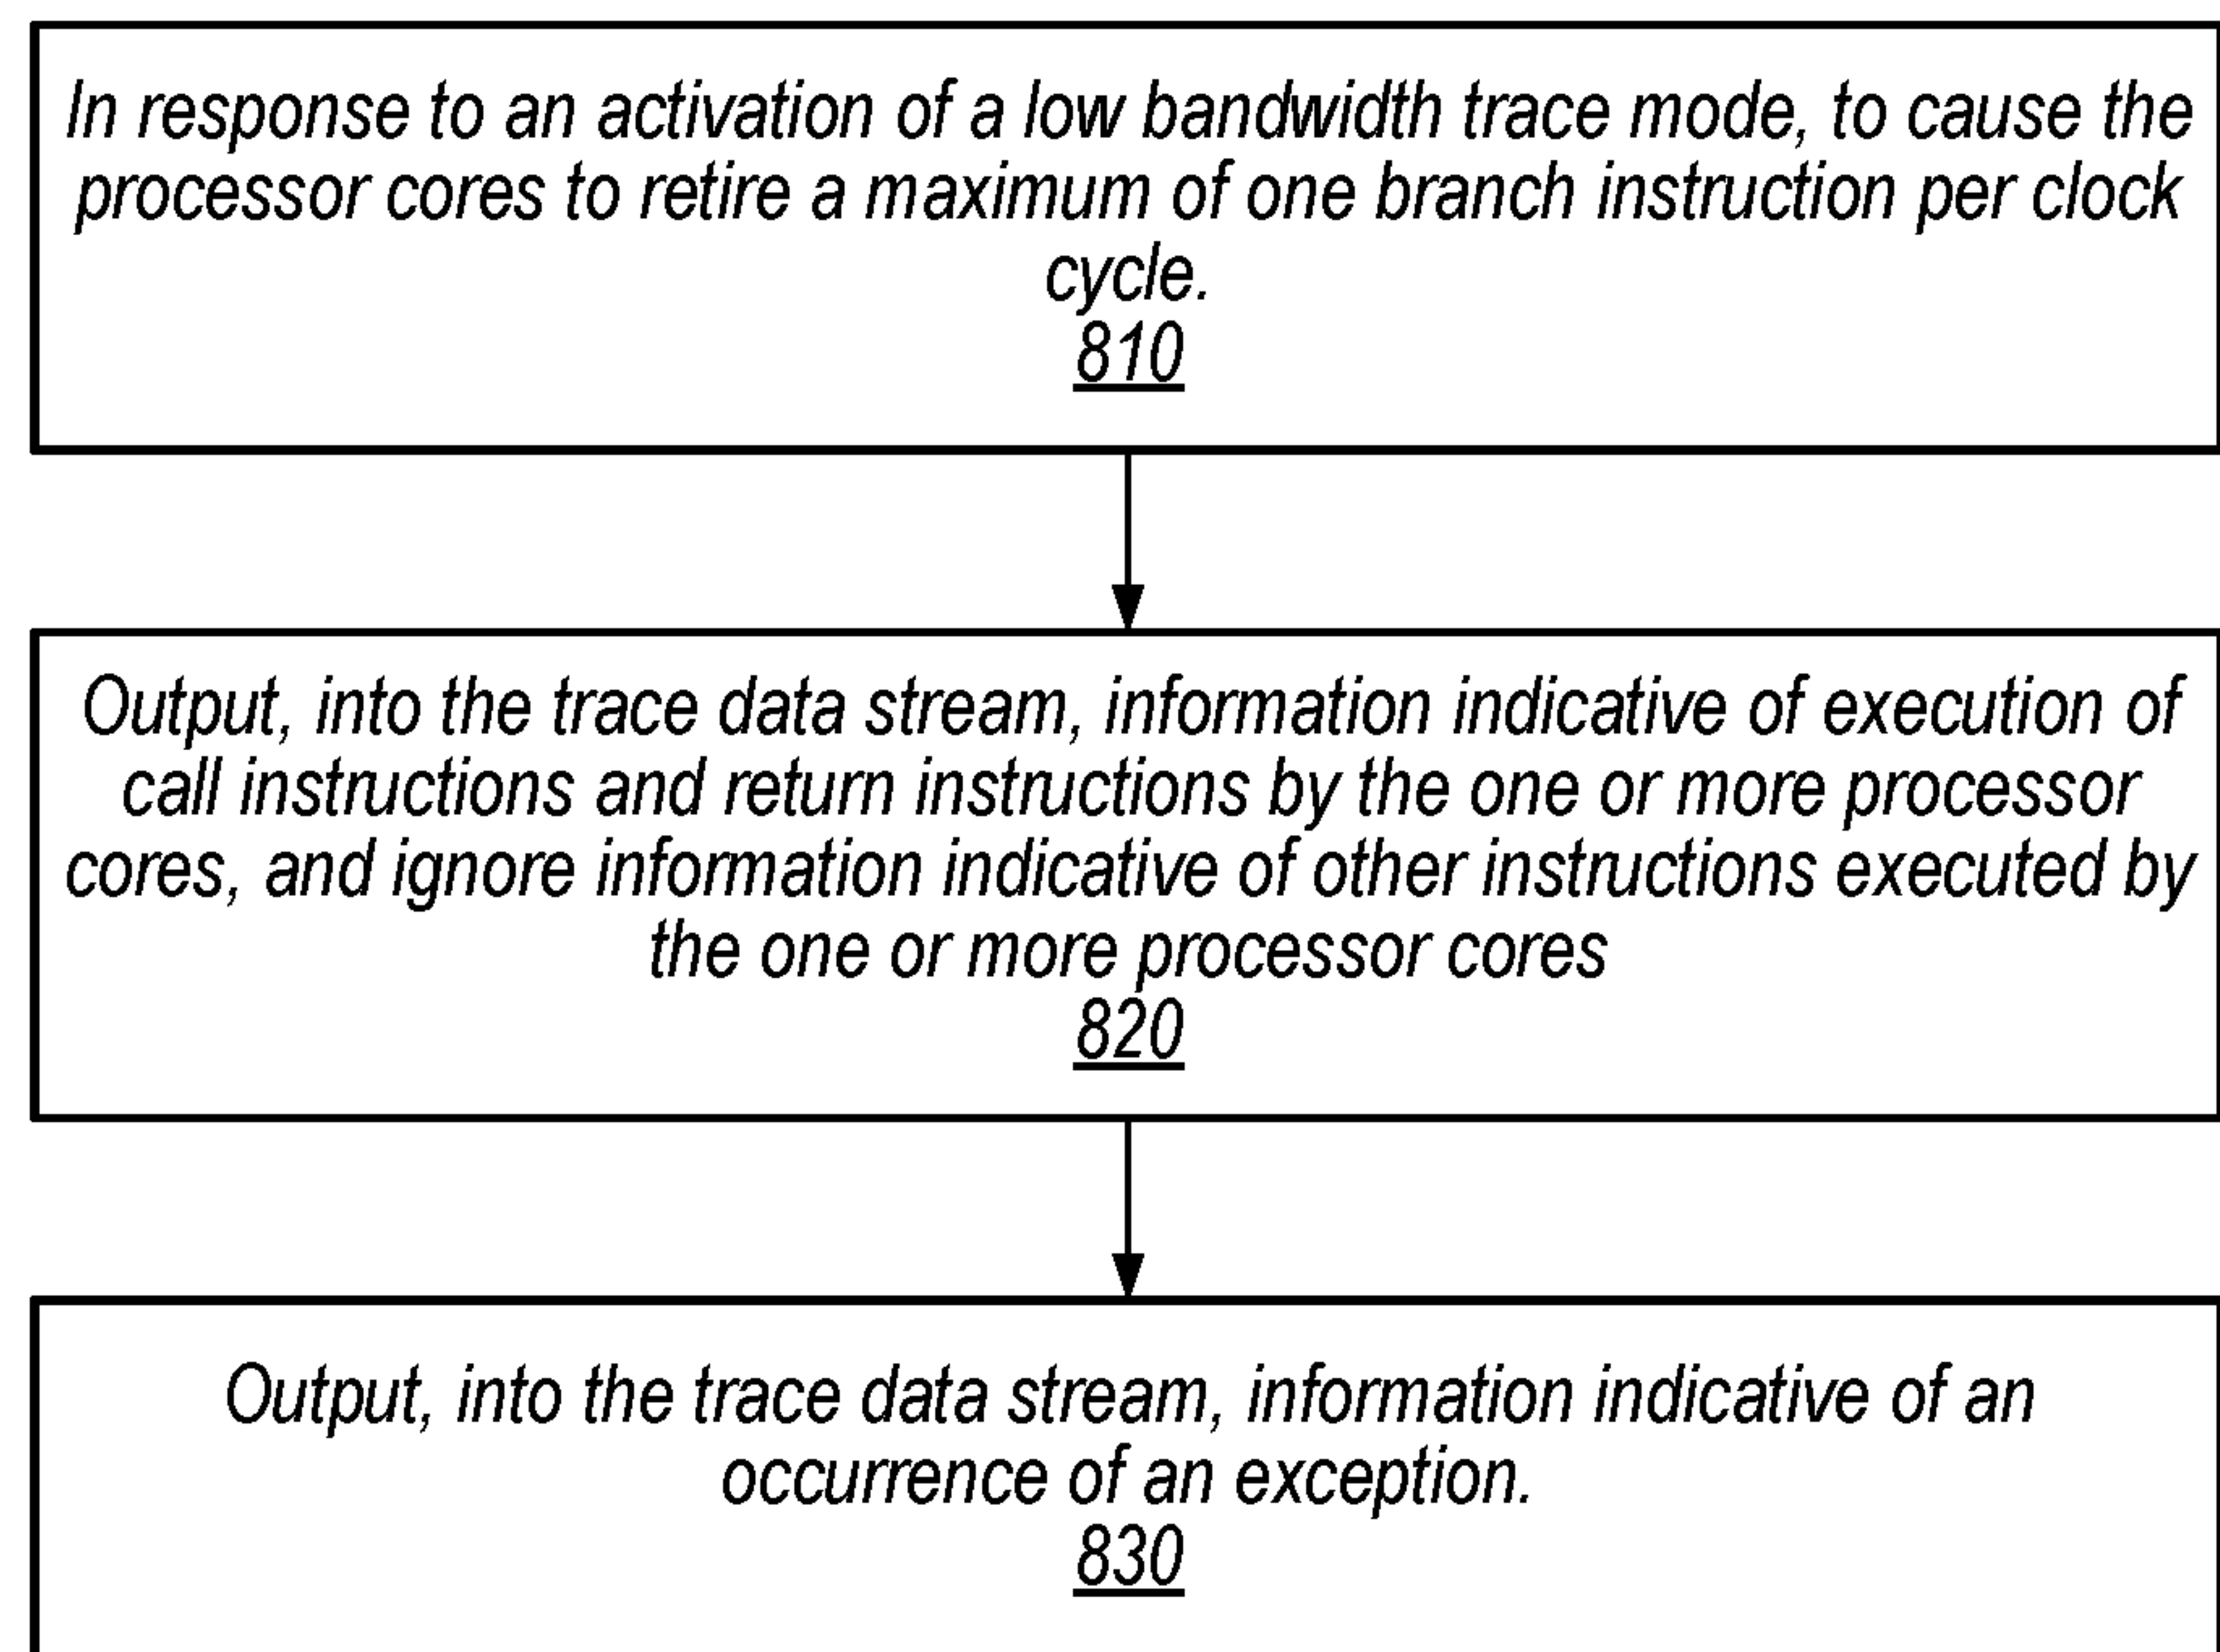 In response to an activation of a low bandwidth trace mode, to cause the
processor cores to retire a maximum of one branch instruction per clock
cycle.
810
Output, into the trace data stream, information indicative of execution of
call instructions and return instructions by the one or more processor
cores, and ignore information indicative of other instructions executed by
the one or more processor cores
820
Output, into the trace data stream, information indicative of an
occurrence of an exception.
830